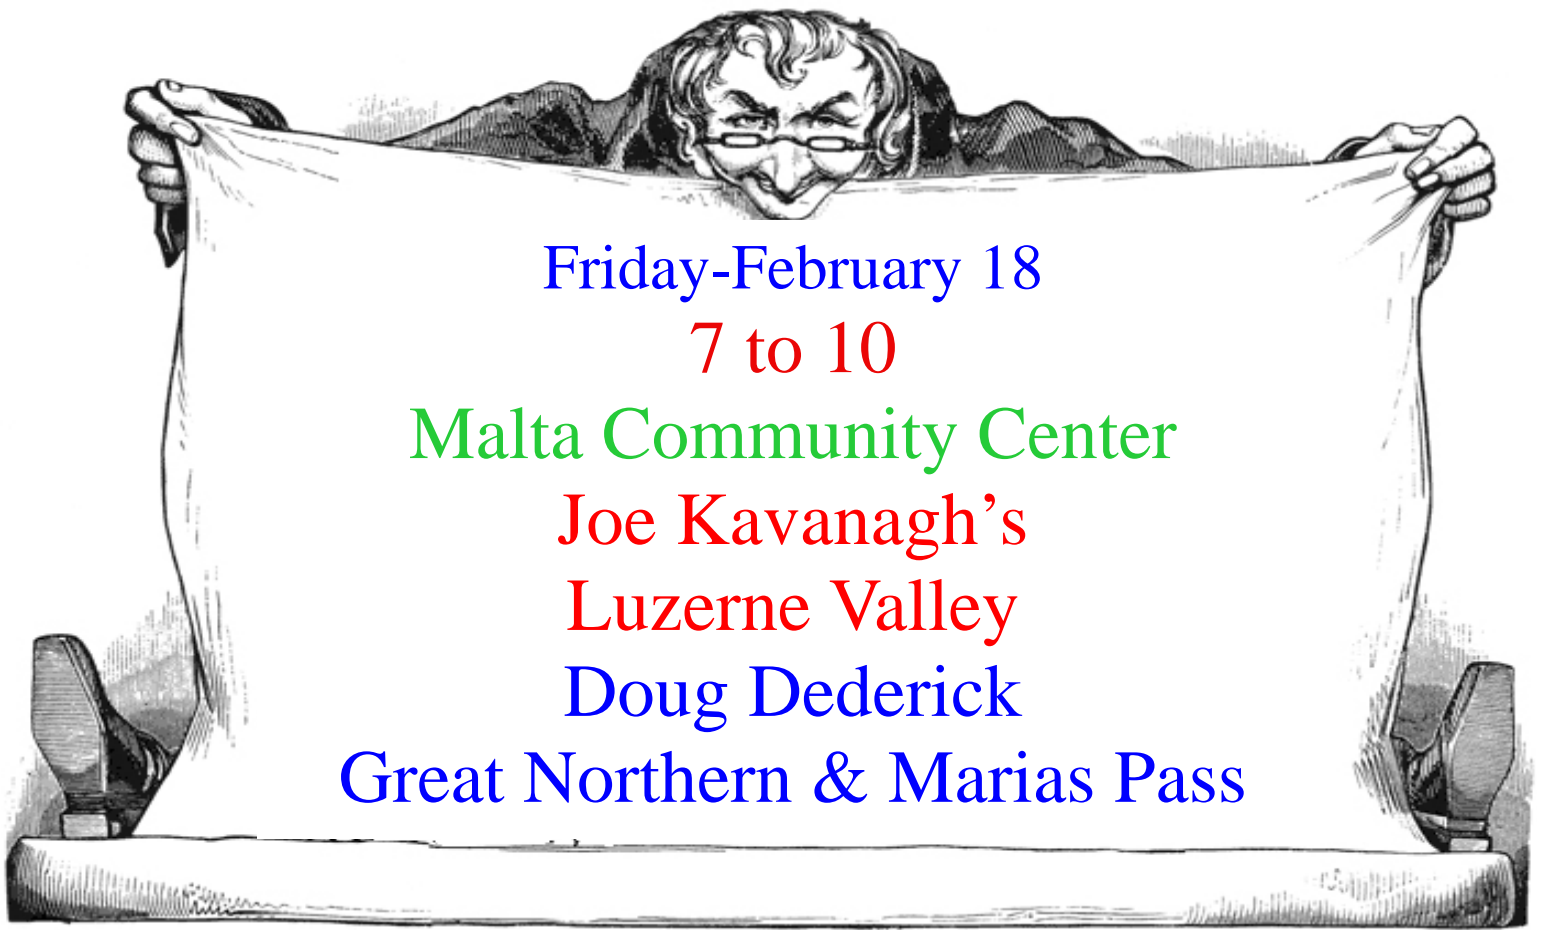 Friday-February 18
7 to 10
Malta Community Center
Joe Kavanagh’s
Luzerne Valley
Doug Dederick
Great Northern & Marias Pass